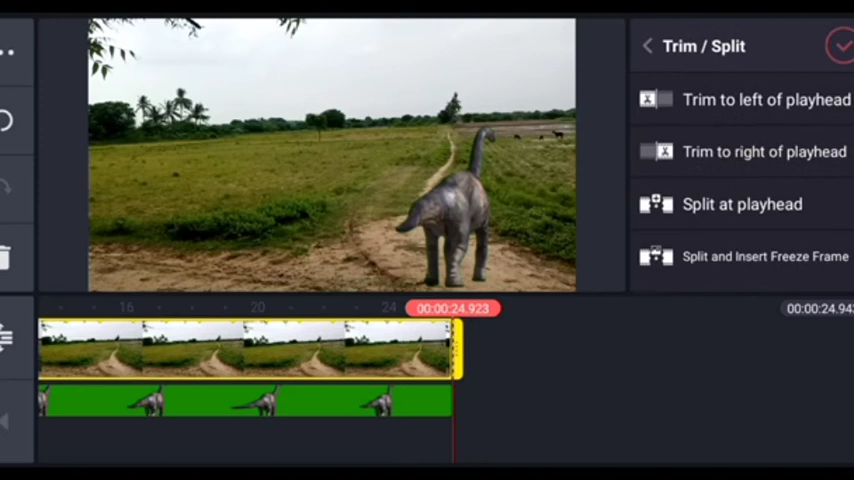 Trim / Split
Trim to left of playhead
Trim to right of playhead
Split at playhead
Split and Insert Freeze Frame
16
20
24
00:00:24.923
00:00:24.94